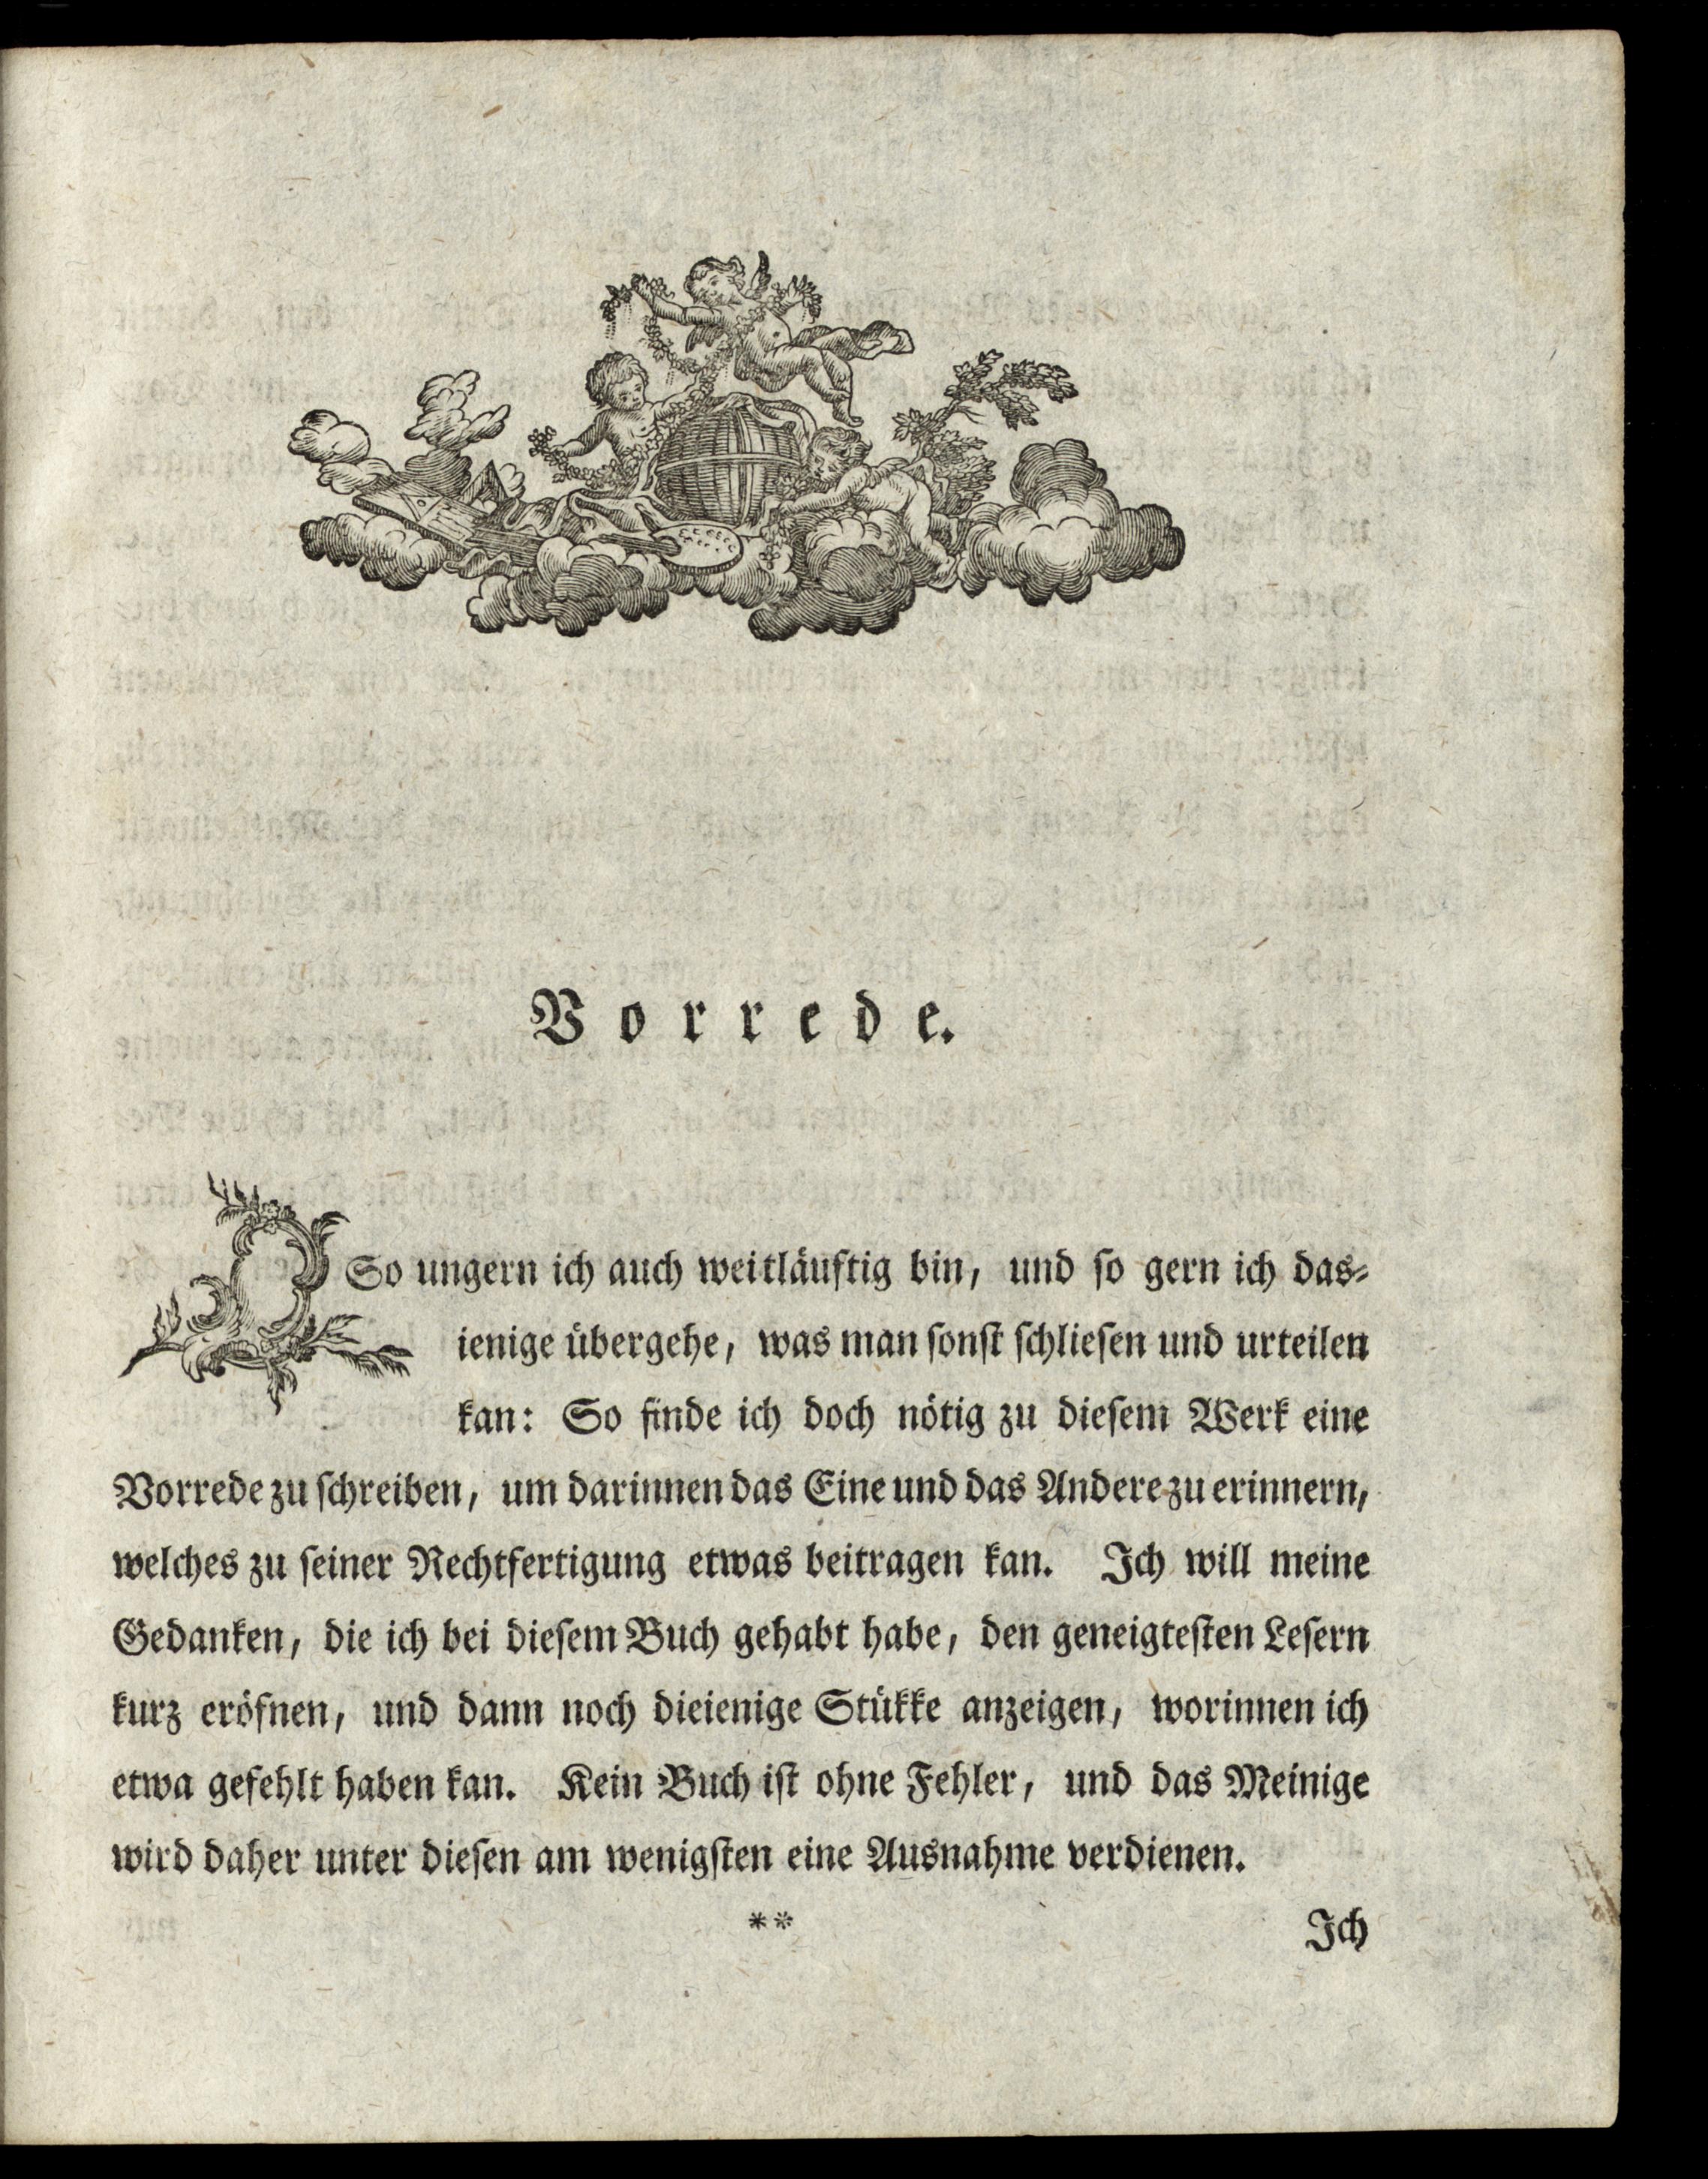 Vorrede.
So ungern ich auch weitläuftig bin, und ſo gern ich das-
ienige übergehe, was man ſonſt ſchlieſen und urteilen
kan: So finde ich doch nötig zu dieſem Werk eine
Vorrede zu ſchreiben, um darinnen das Eine und das Andere zu erinnern,
welches zu ſeiner Rechtfertigung etwas beitragen kan. Ich will meine
Gedanken, die ich bei dieſem Buch gehabt habe, den geneigteſten Leſern
kurz eröfnen, und dann noch dieienige Stükke anzeigen, worinnen ich
etwa gefehlt haben kan. Kein Buch iſt ohne Fehler, und das Meinige
wird daher unter dieſen am wenigſten eine Ausnahme verdienen.
** Ich